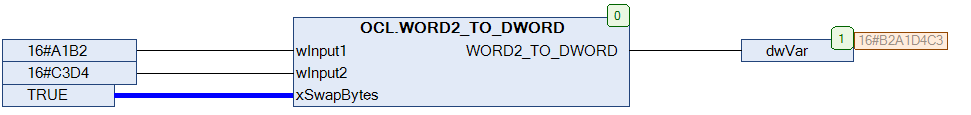 0
OCL.WORD2_TO_DWORD
16#A1B2 wInput1 WORD2_TO_DWORD dwVar 1 16#B2A1D4C3
16#C3D4 wInput2
TRUE xSwapBytes